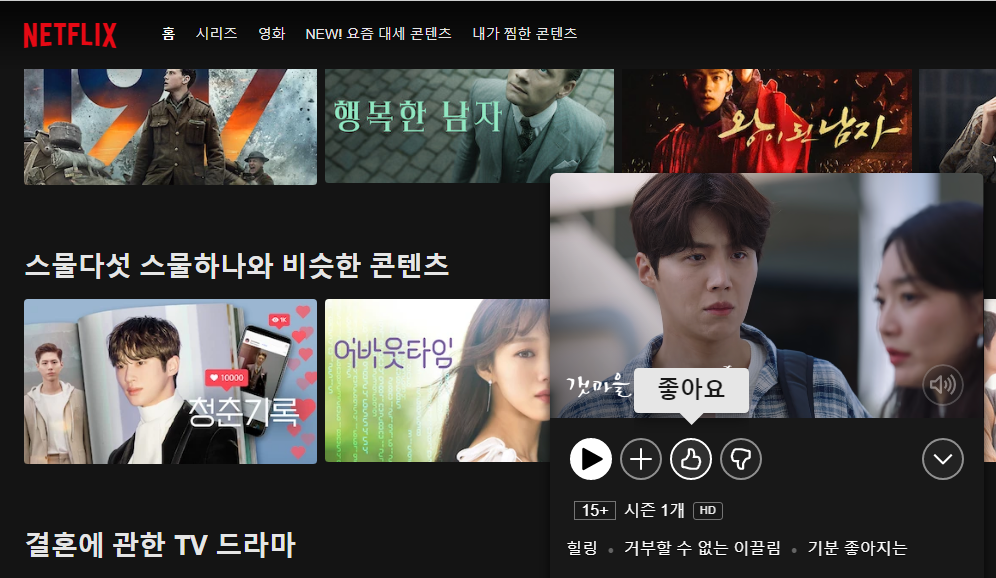 NETFLIX 홈 시리즈 영화 NEW! 요즘 대세 콘텐츠 내가 찜한 콘텐츠
197
행복한 남자
왕이 된 남자
스물다섯 스물하나와 비슷한 콘텐츠
1K
10000
청춘기록
어바웃타임
갯마을
좋아요
15+ 시즌 1개 HD
힐링 • 거부할 수 없는 이끌림 • 기분 좋아지는
결혼에 관한 TV 드라마